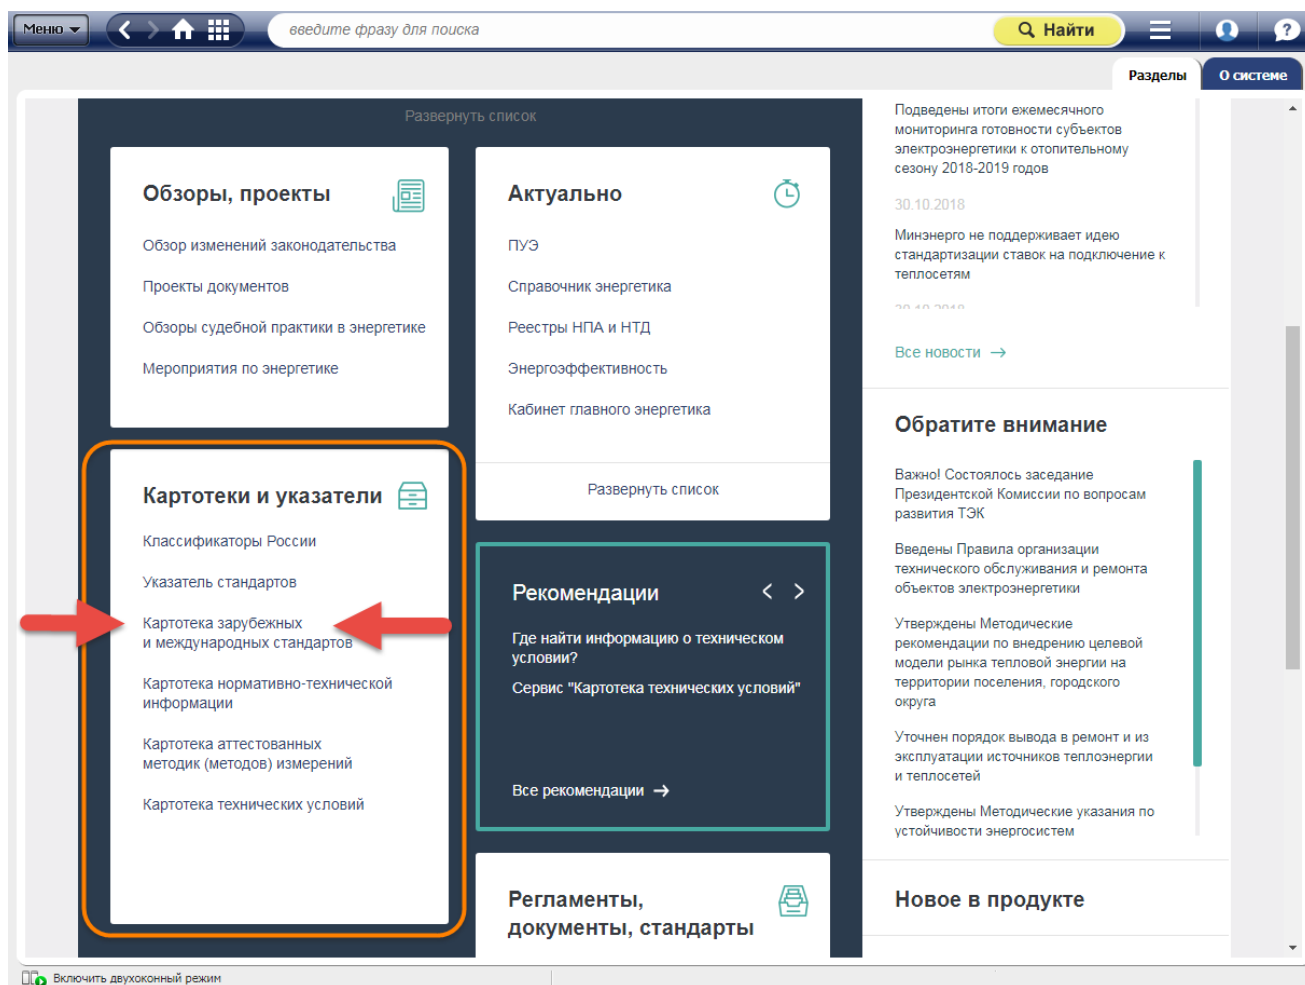 Меню
введите фразу для поиска
Найти
?
Разделы
О системе
Развернуть список
Обзоры, проекты
Обзор изменений законодательства
Проекты документов
Обзоры судебной практики в энергетике
Мероприятия по энергетике
Актуально
ПУЭ
Справочник энергетика
Реестры НПА и НТД
Энергоэффективность
Кабинет главного энергетика
Развернуть список
Картотеки и указатели
Классификаторы России
Указатель стандартов
Картотека зарубежных
и международных стандартов
Картотека нормативно-технической
информации
Картотека аттестованных
методик (методов) измерений
Картотека технических условий
Рекомендации
Где найти информацию о техническом
условии?
Сервис "Картотека технических условий"
Все рекомендации →
Регламенты,
документы, стандарты
Подведены итоги ежемесячного
мониторинга готовности субъектов
электроэнергетики к отопительному
сезону 2018-2019 годов
30.10.2018
Минэнерго не поддерживает идею
стандартизации ставок на подключение к
теплосетям
30.10.2018
Все новости →
Обратите внимание
Важно! Состоялось заседание
Президентской Комиссии по вопросам
развития ТЭК
Введены Правила организации
технического обслуживания и ремонта
объектов электроэнергетики
Утверждены Методические
рекомендации по внедрению целевой
модели рынка тепловой энергии на
территории поселения, городского
округа
Уточнен порядок вывода в ремонт и из
эксплуатации источников теплоэнергии
и теплосетей
Утверждены Методические указания по
устойчивости энергосистем
Новое в продукте
Включить двухоконный режим